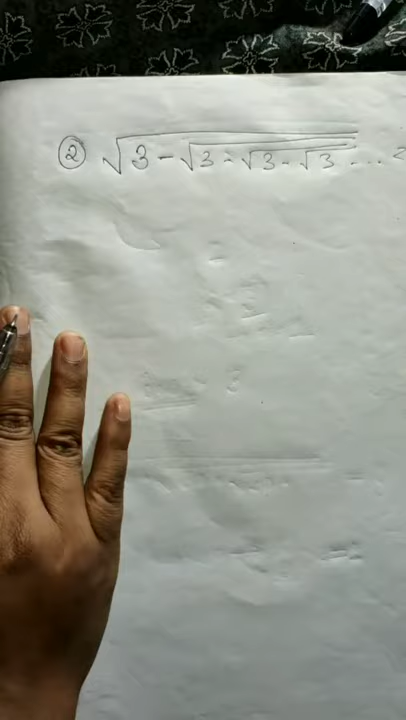 ② √3 - √3 - √3 - √3 ... =